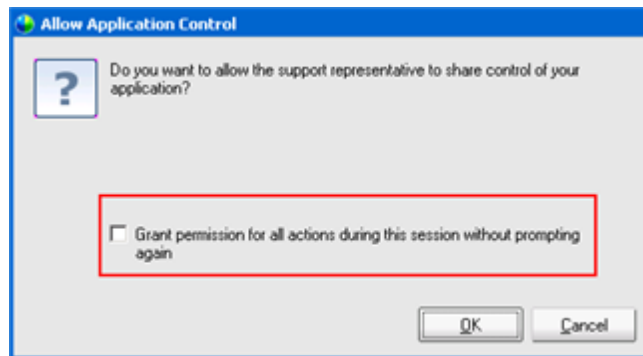 Allow Application Control
Do you want to allow the support representative to share control of your
application?
Grant permission for all actions during this session without prompting
again
OK
Cancel